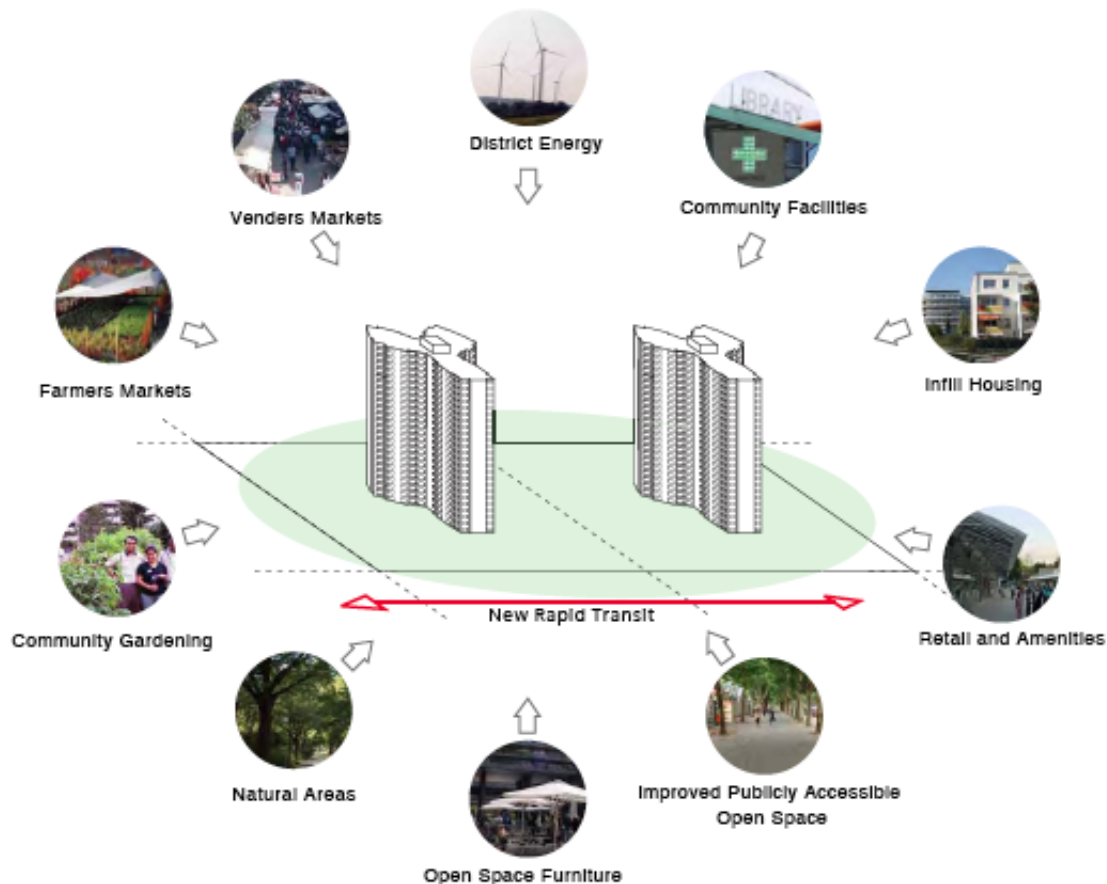 District Energy
LIBRARY
Community Facilities
Venders Markets
Farmers Markets
Infill Housing
New Rapid Transit
Community Gardening
Retail and Amenities
Natural Areas
Improved Publicly Accessible
Open Space
Open Space Furniture